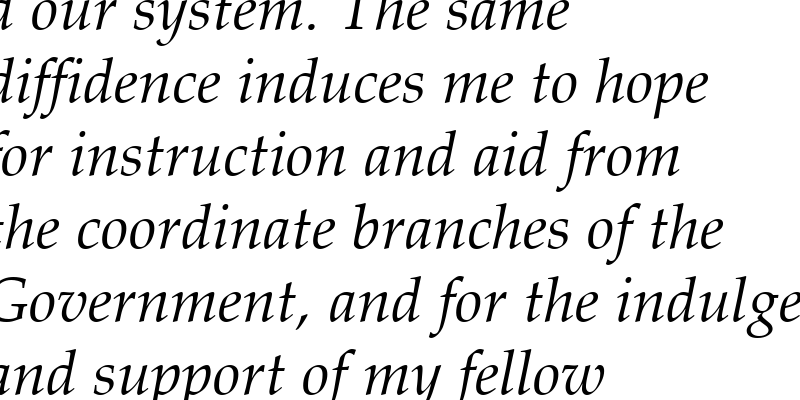 our system. The same
diffidence induces me to hope
for instruction and aid from
the coordinate branches of the
Government, and for the indulge
and support of my fellow